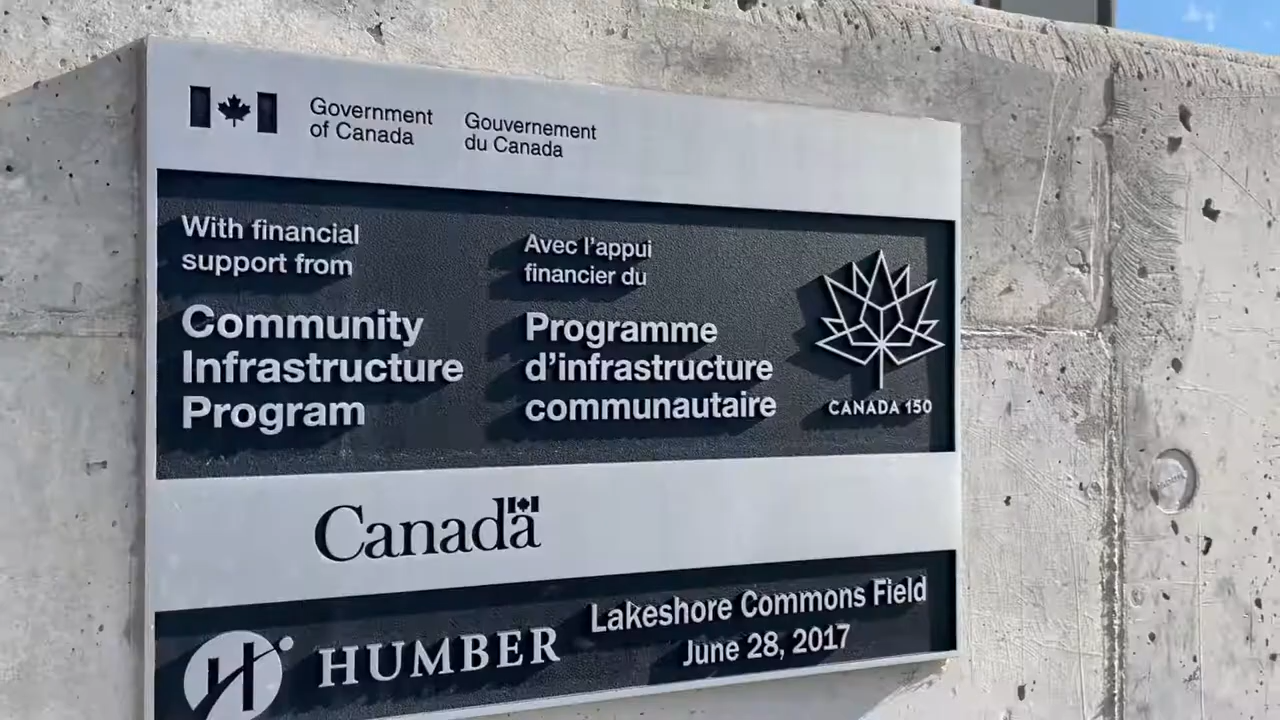 Government
of Canada
Gouvernement
du Canada
With financial
support from
Community
Infrastructure
Program
Avec l'appui
financier du
Programme
d'infrastructure
communautaire
CANADA 150
Canada
HUMBER
Lakeshore Commons Field
June 28, 2017